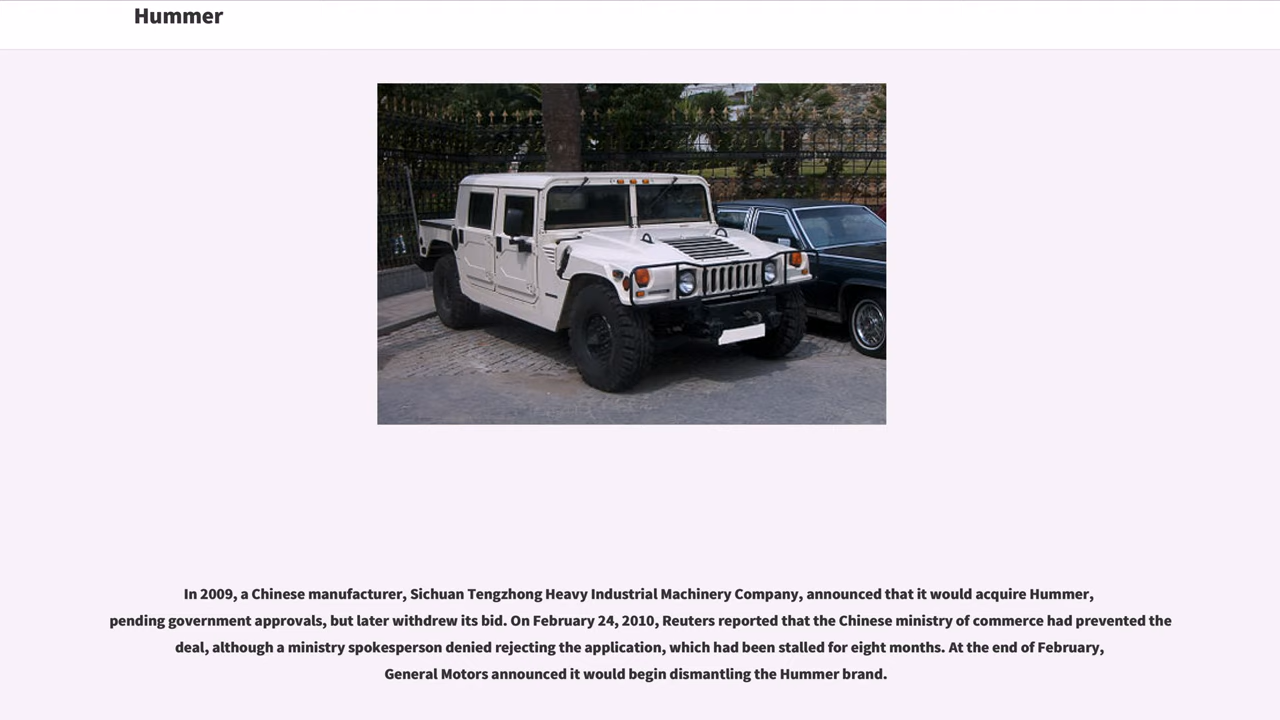 Hummer
In 2009, a Chinese manufacturer, Sichuan Tengzhong Heavy Industrial Machinery Company, announced that it would acquire Hummer,
pending government approvals, but later withdrew its bid. On February 24, 2010, Reuters reported that the Chinese ministry of commerce had prevented the
deal, although a ministry spokesperson denied rejecting the application, which had been stalled for eight months. At the end of February,
General Motors announced it would begin dismantling the Hummer brand.